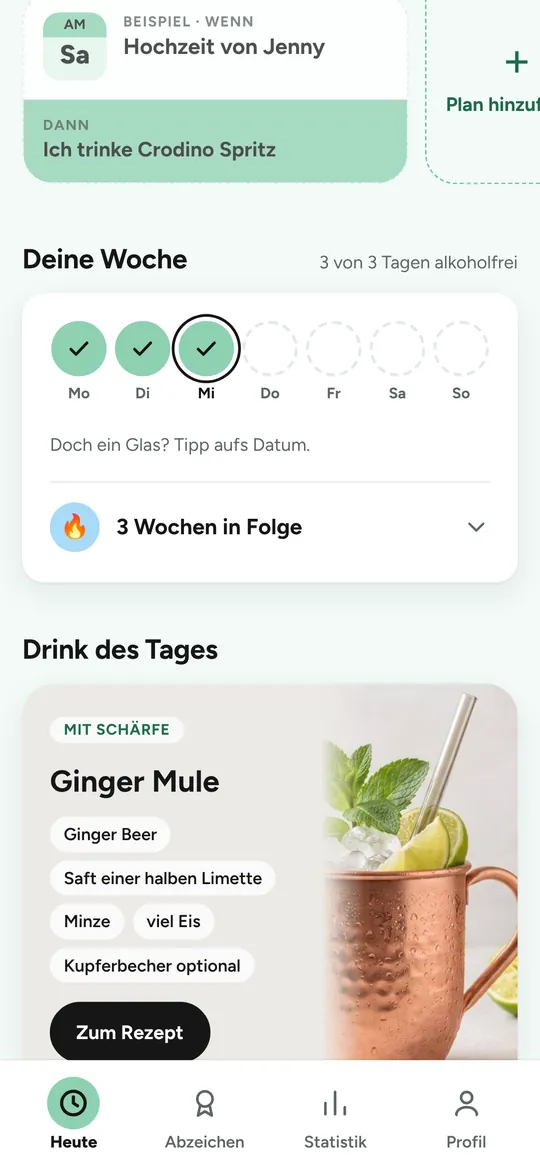 AM
Sa
BEISPIEL · WENN
Hochzeit von Jenny
DANN
Ich trinke Crodino Spritz
+
Plan hinzuf
Deine Woche
3 von 3 Tagen alkoholfrei
Mo Di Mi Do Fr Sa So
Doch ein Glas? Tipp aufs Datum.
3 Wochen in Folge
Drink des Tages
MIT SCHÄRFE
Ginger Mule
Ginger Beer
Saft einer halben Limette
Minze viel Eis
Kupferbecher optional
Zum Rezept
Heute Abzeichen Statistik Profil